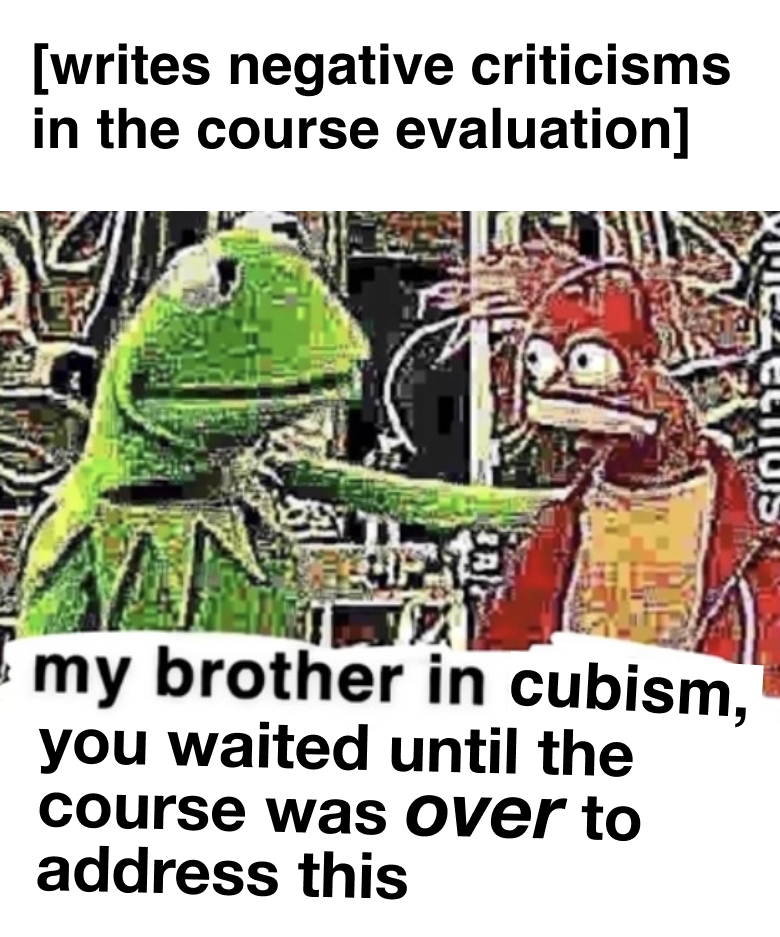 [writes negative criticisms
in the course evaluation]
my brother in cubism,
you waited until the
course was over to
address this